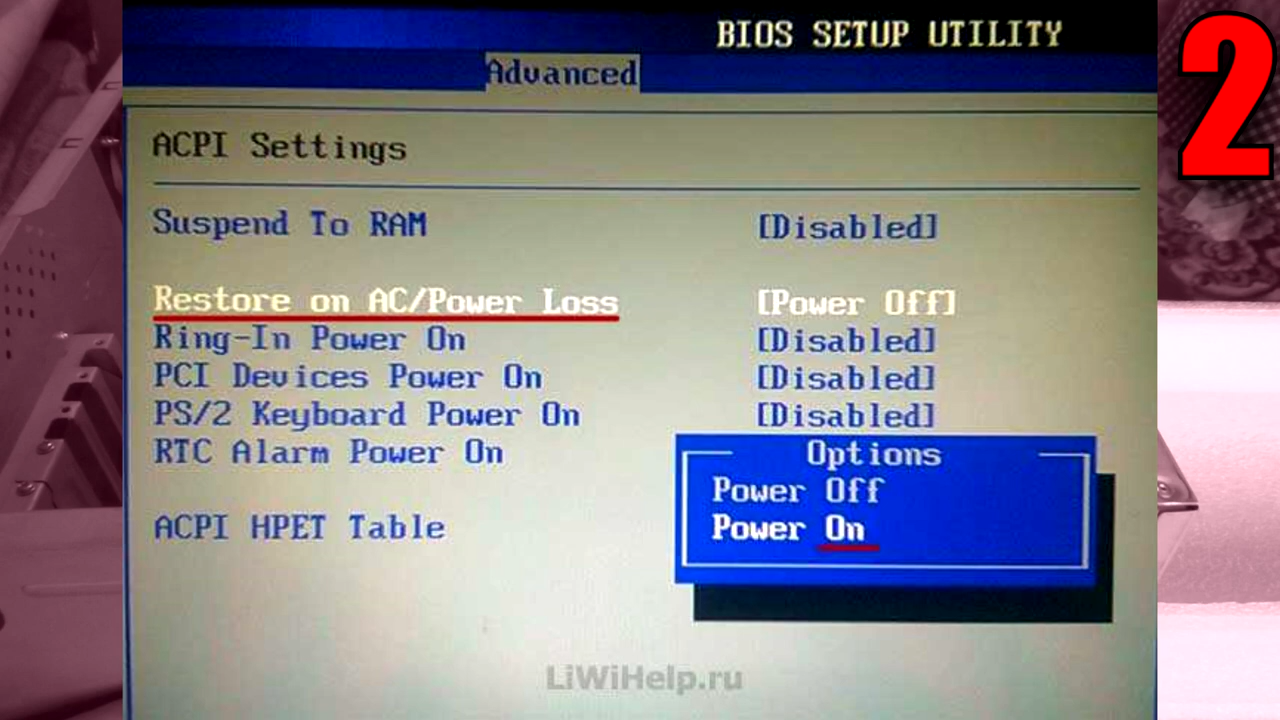 2
BIOS SETUP UTILITY
Advanced
ACPI Settings
Suspend To RAM [Disabled]
Restore on AC/Power Loss [Power Off]
Ring-In Power On [Disabled]
PCI Devices Power On [Disabled]
PS/2 Keyboard Power On [Disabled]
RTC Alarm Power On
ACPI HPET Table
Options
Power Off
Power On
LiWiHelp.ru